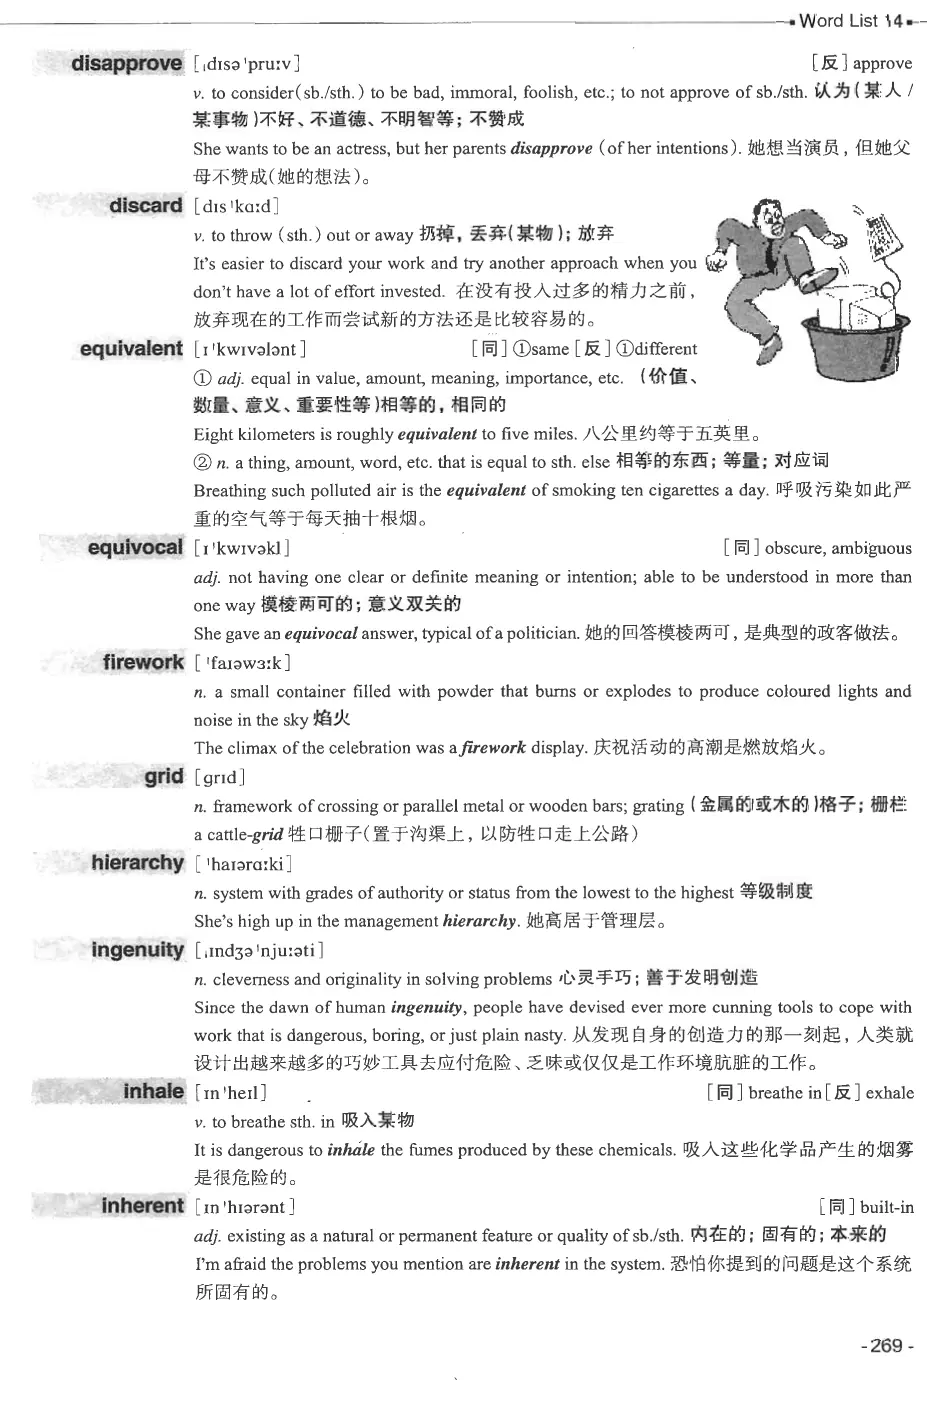 Word List 14
disapprove [ˌdɪsəˈpruːv] [反] approve
v. to consider(sb./sth.) to be bad, immoral, foolish, etc.; to not approve of sb./sth. 认为(某人/
某事物)不好、不道德、不明智等；不赞成
She wants to be an actress, but her parents disapprove (of her intentions). 她想当演员，但她父
母不赞成(她的想法)。
discard [dɪsˈkɑːd]
v. to throw (sth.) out or away 扔掉，丢弃(某物)；放弃
It's easier to discard your work and try another approach when you
don't have a lot of effort invested. 在没有投入过多的精力之前，
放弃现在的工作而尝试新的方法还是比较容易的。
equivalent [ɪˈkwɪvələnt] [同]①same [反]①different
① adj. equal in value, amount, meaning, importance, etc. (价值、
数量、意义、重要性等)相等的，相同的
Eight kilometers is roughly equivalent to five miles. 八公里约等于五英里。
② n. a thing, amount, word, etc. that is equal to sth. else 相等的东西；等量；对应词
Breathing such polluted air is the equivalent of smoking ten cigarettes a day. 呼吸污染如此严
重的空气等于每天抽十根烟。
equivocal [ɪˈkwɪvəkl] [同] obscure, ambiguous
adj. not having one clear or definite meaning or intention; able to be understood in more than
one way 摸棱两可的；意义双关的
She gave an equivocal answer, typical of a politician. 她的回答模棱两可，是典型的政客做法。
firework [ˈfaɪəwɜːk]
n. a small container filled with powder that burns or explodes to produce coloured lights and
noise in the sky 焰火
The climax of the celebration was a firework display. 庆祝活动的高潮是燃放焰火。
grid [ɡrɪd]
n. framework of crossing or parallel metal or wooden bars; grating (金属的或木的)格子；栅栏
a cattle-grid 牲口栅子(置于沟渠上，以防牲口走上公路)
hierarchy [ˈhaɪərɑːki]
n. system with grades of authority or status from the lowest to the highest 等级制度
She's high up in the management hierarchy. 她高居于管理层。
ingenuity [ˌɪndʒəˈnjuːəti]
n. cleverness and originality in solving problems 心灵手巧；善于发明创造
Since the dawn of human ingenuity, people have devised ever more cunning tools to cope with
work that is dangerous, boring, or just plain nasty. 从发现自身的创造力的那一刻起，人类就
设计出越来越多的巧妙工具去应付危险、乏味或仅仅是工作环境肮脏的工作。
inhale [ɪnˈheɪl] [同] breathe in [反] exhale
v. to breathe sth. in 吸入某物
It is dangerous to inhale the fumes produced by these chemicals. 吸入这些化学品产生的烟雾
是很危险的。
inherent [ɪnˈhɪərənt] [同] built-in
adj. existing as a natural or permanent feature or quality of sb./sth. 内在的；固有的；本来的
I'm afraid the problems you mention are inherent in the system. 恐怕你提到的问题是这个系统
所固有的。
- 269 -